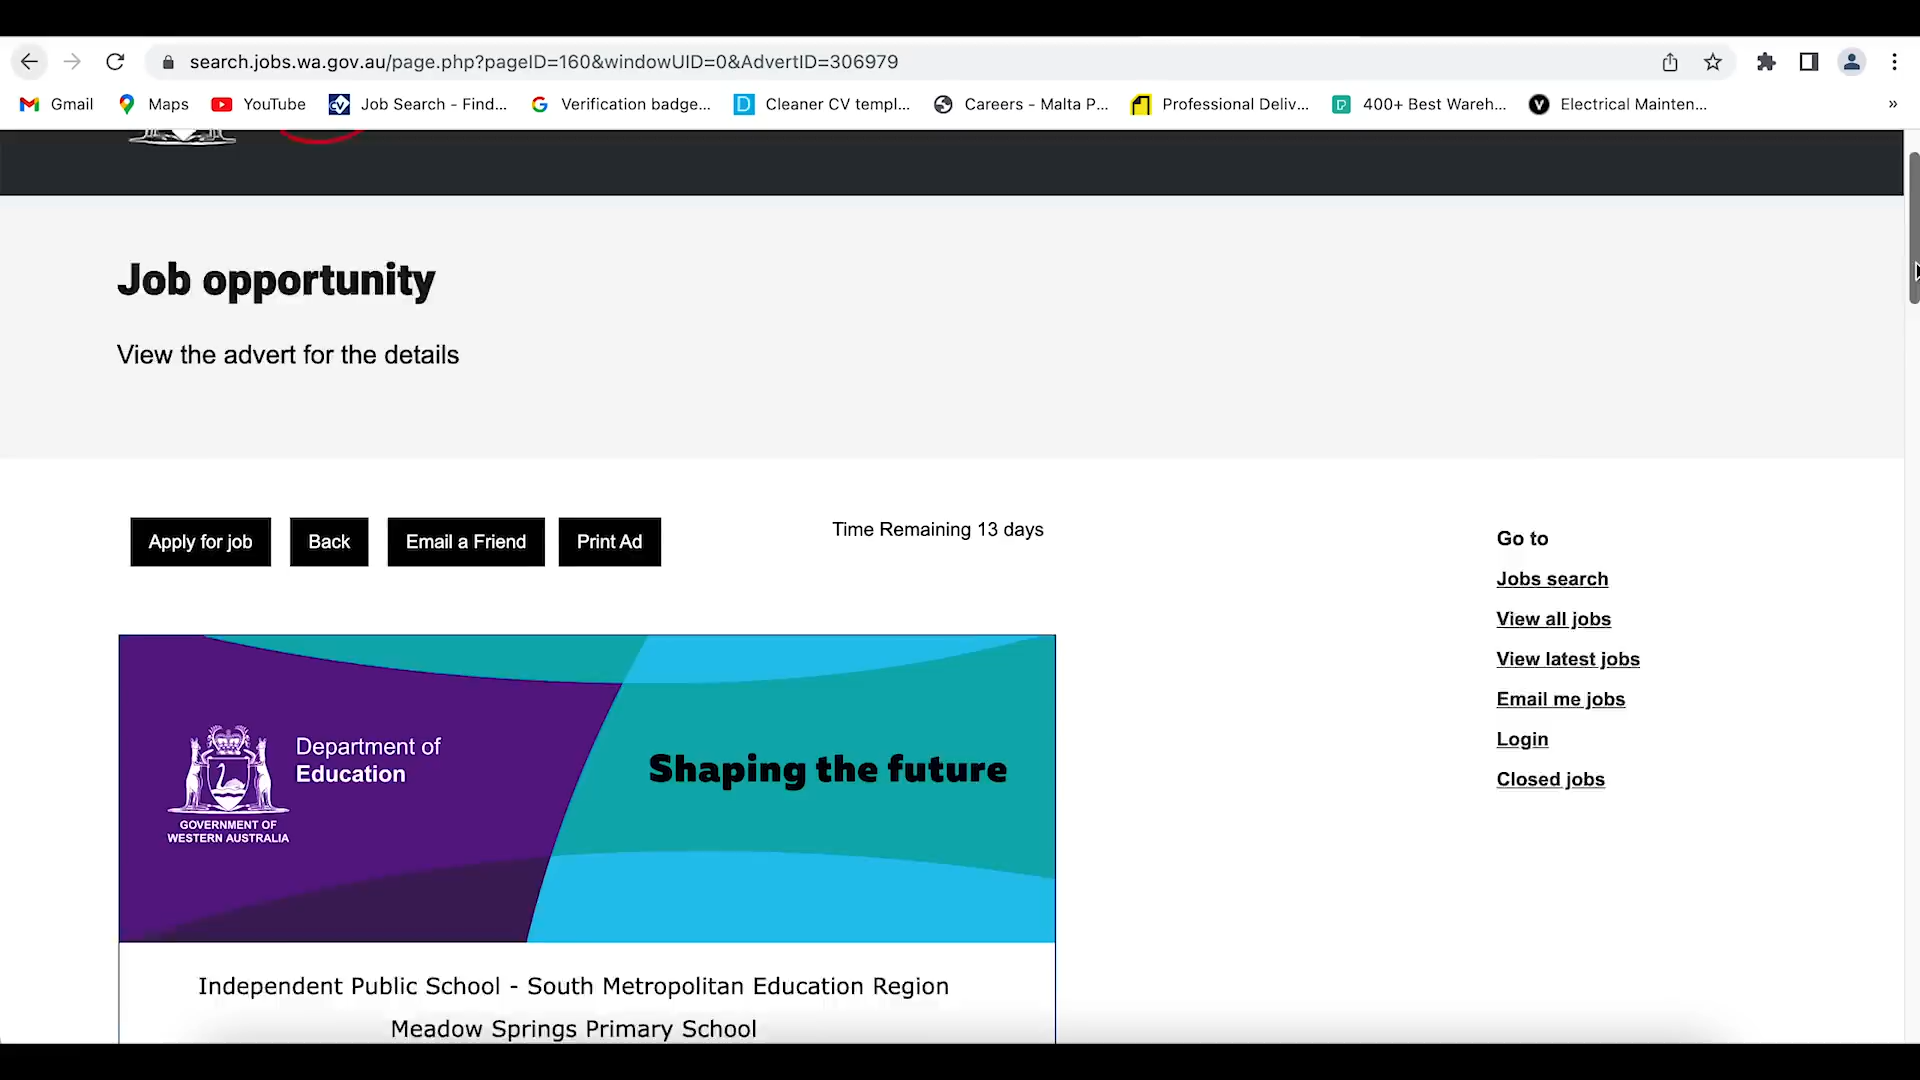 search.jobs.wa.gov.au/page.php?pageID=160&windowUID=0&AdvertID=306979
Gmail Maps YouTube Job Search - Find... Verification badge... Cleaner CV templ... Careers - Malta P... Professional Deliv... 400+ Best Wareh... Electrical Mainten... »
Job opportunity
View the advert for the details
Apply for job Back Email a Friend Print Ad Time Remaining 13 days
Go to
Jobs search
View all jobs
View latest jobs
Email me jobs
Login
Closed jobs
Department of
Education
GOVERNMENT OF
WESTERN AUSTRALIA
Shaping the future
Independent Public School - South Metropolitan Education Region
Meadow Springs Primary School